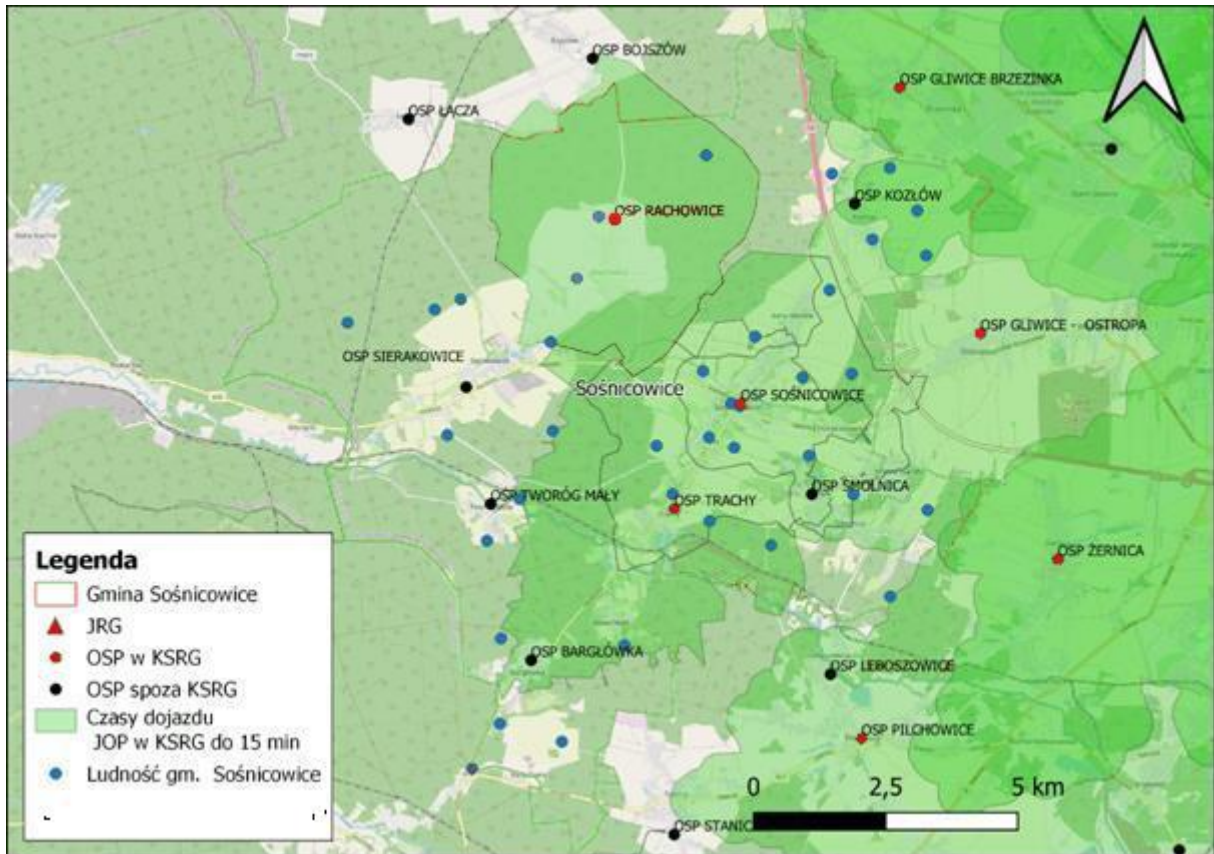 OSP BOJSZÓW
OSP GLIWICE BRZEZINKA
OSP ŁĄCZA
OSP KOZŁÓW
OSP RACHOWICE
OSP GLIWICE - OSTROPA
OSP SIERAKOWICE
Sośnicowice
OSP SOŚNICOWICE
OSP TWORÓG MAŁY
OSP SMOLNICA
OSP TRACHY
OSP ŻERNICA
OSP BARGŁÓWKA
OSP LEBOSZOWICE
OSP PILCHOWICE
OSP STANIC
0 2,5 5 km
Legenda
Gmina Sośnicowice
JRG
OSP w KSRG
OSP spoza KSRG
Czasy dojazdu
JOP w KSRG do 15 min
Ludność gm. Sośnicowice